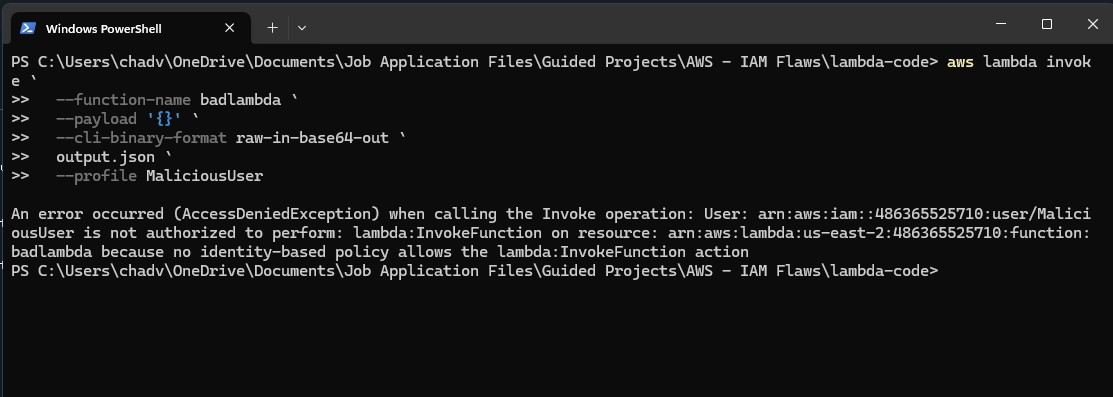 Windows PowerShell
PS C:\Users\chadv\OneDrive\Documents\Job Application Files\Guided Projects\AWS - IAM Flaws\lambda-code> aws lambda invok
e `
>>   --function-name badlambda `
>>   --payload '{}' `
>>   --cli-binary-format raw-in-base64-out `
>>   output.json `
>>   --profile MaliciousUser
An error occurred (AccessDeniedException) when calling the Invoke operation: User: arn:aws:iam::486365525710:user/Malici
ousUser is not authorized to perform: lambda:InvokeFunction on resource: arn:aws:lambda:us-east-2:486365525710:function:
badlambda because no identity-based policy allows the lambda:InvokeFunction action
PS C:\Users\chadv\OneDrive\Documents\Job Application Files\Guided Projects\AWS - IAM Flaws\lambda-code>